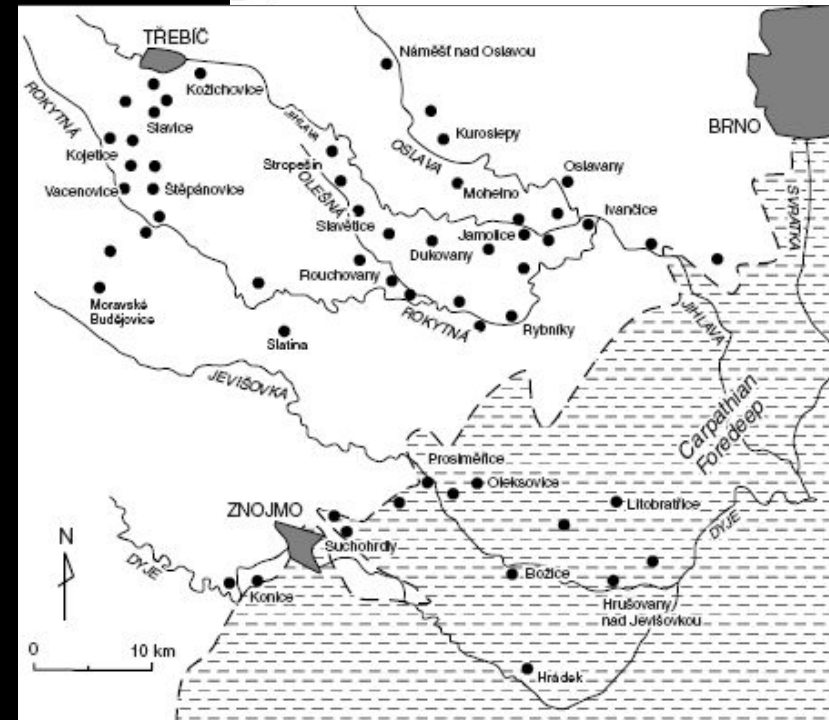 TŘEBÍČ
Náměšť nad Oslavou
Kožichovice
ROKYTNÁ
Slavice
JIHLAVA
Kuroslepy
BRNO
OSLAVA
Kojetice
Stropešín
OLEŠNÁ
Oslavany
Mohelno
SVRATKA
Vacenovice
Štěpánovice
Slavětice
Ivančice
Jamolice
Dukovany
Rouchovany
Moravské
Budějovice
ROKYTNÁ
Rybníky
JIHLAVA
Slatina
JEVIŠOVKA
Carpathian
Foredeep
Prosiměřice
Oleksovice
Litobratřice
ZNOJMO
DYJE
N
Suchohrdly
DYJE
Božice
Konice
Hrušovany
nad Jevišovkou
0 10 km
Hrádek